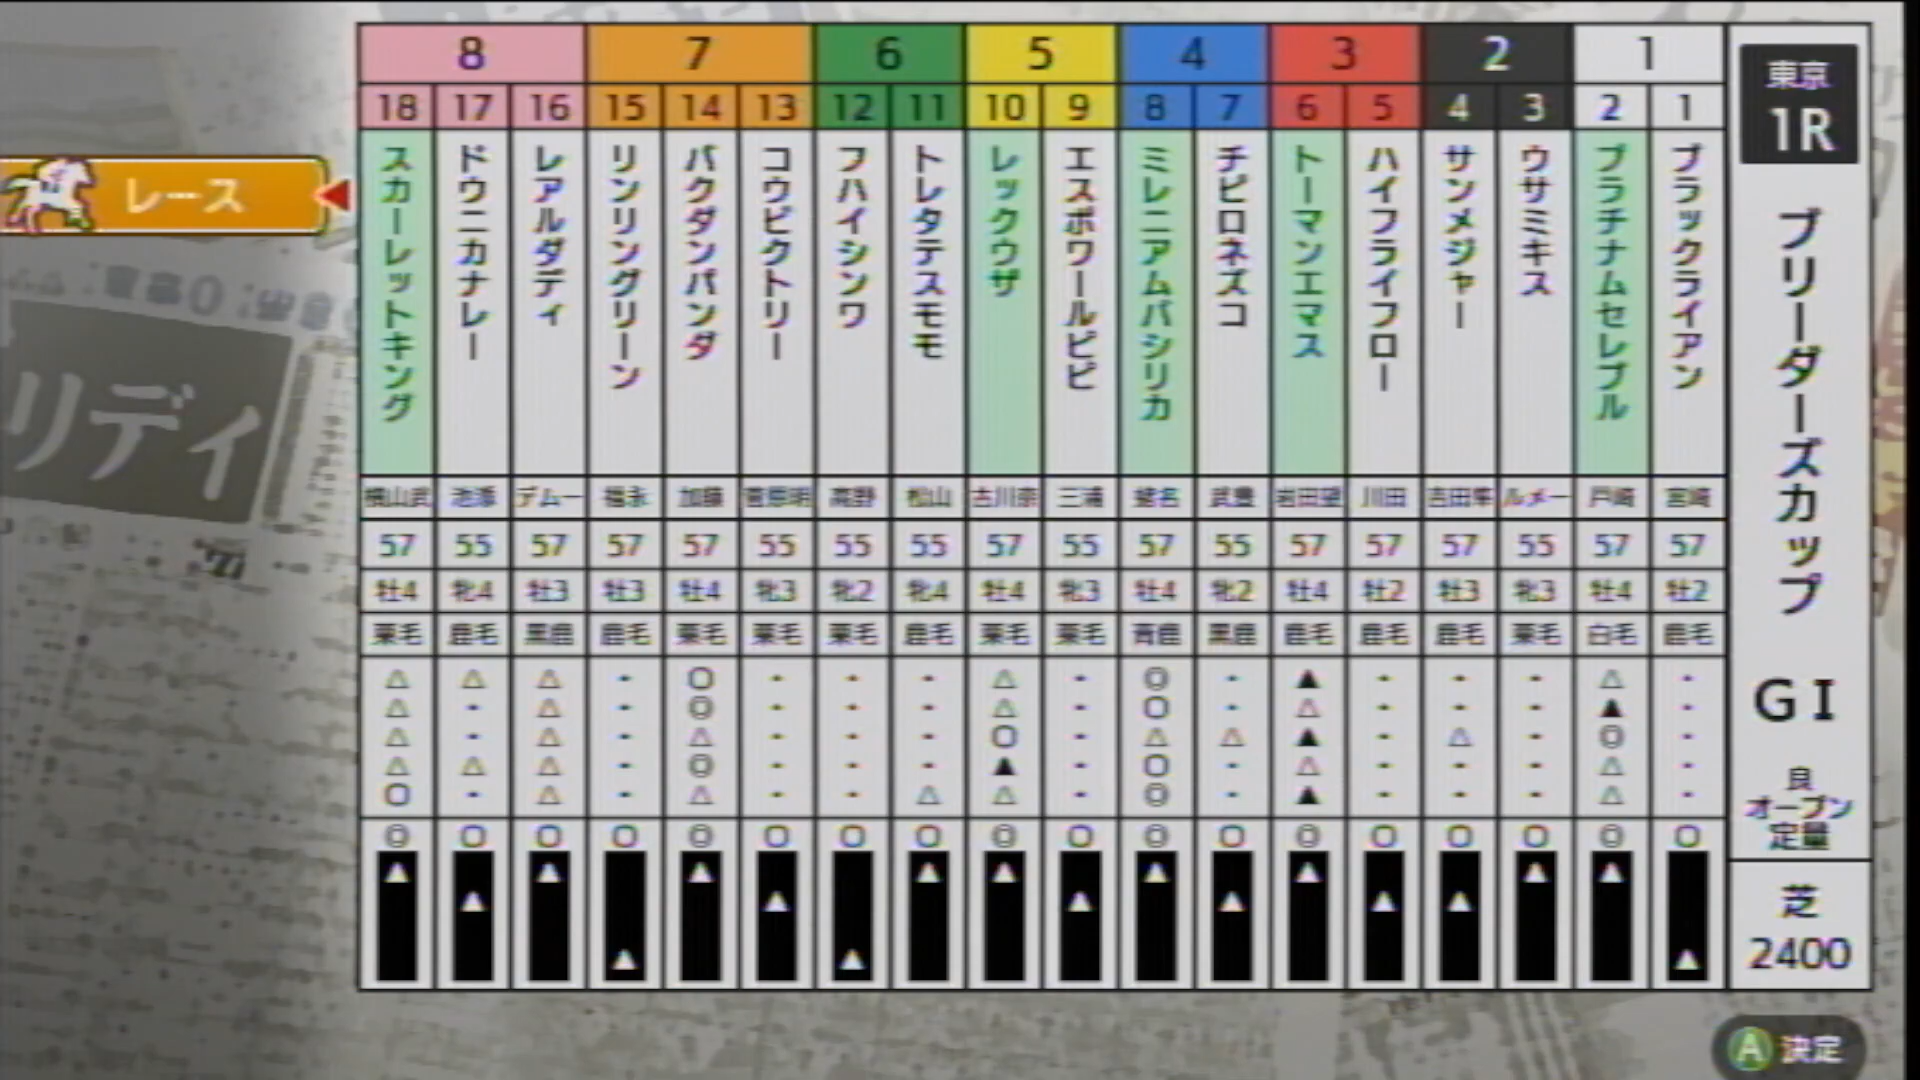 東京
1R
ブリーダーズカップ
GI
良
オープン
定量
芝
2400
8 7 6 5 4 3 2 1
18 17 16 15 14 13 12 11 10 9 8 7 6 5 4 3 2 1
ブラックライアン
プラチナムセレブル
ウサミキス
サンメジャー
ハイフライフロー
トーマンエマス
チビロネズコ
ミレニアムバシリカ
エスポワールピピ
レックウザ
トレタテスモモ
フハイシンワ
コウビクトリー
バクダンパンダ
リンリングリーン
レアルダディ
ドウニカナレー
スカーレットキング
横山武 池添 デムー 福永 加藤 菅原明 高野 松山 古川奈 三浦 蛯名 武豊 岩田望 川田 吉田隼 ルメー 戸崎 宮崎
57 55 57 57 57 55 55 55 57 55 57 55 57 57 57 55 57 57
牡4 牝4 牡3 牡3 牡4 牝3 牝2 牝4 牡4 牝3 牡4 牝2 牡4 牡2 牡3 牝3 牡4 牡2
栗毛 鹿毛 黒鹿 鹿毛 栗毛 栗毛 栗毛 鹿毛 栗毛 栗毛 青鹿 黒鹿 鹿毛 鹿毛 鹿毛 栗毛 白毛 鹿毛
レース
リディ
A 決定